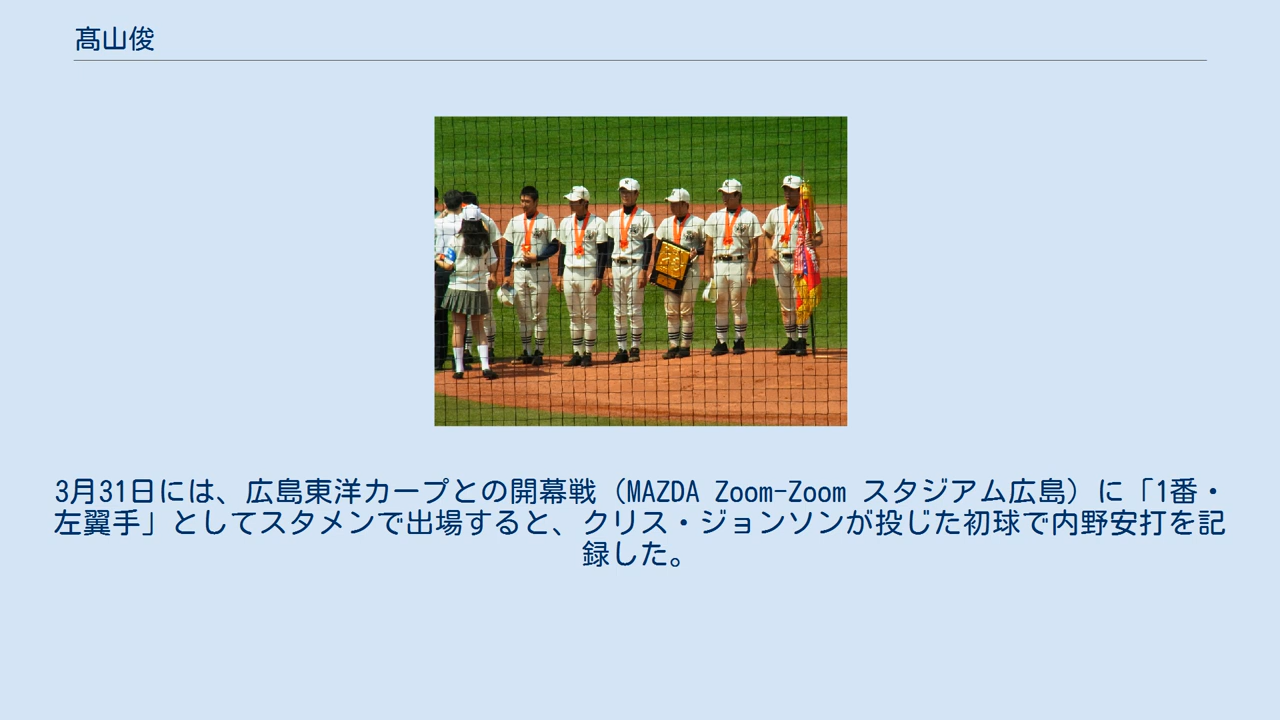 髙山俊
3月31日には、広島東洋カープとの開幕戦（MAZDA Zoom-Zoom スタジアム広島）に「1番・
左翼手」としてスタメンで出場すると、クリス・ジョンソンが投じた初球で内野安打を記
録した。